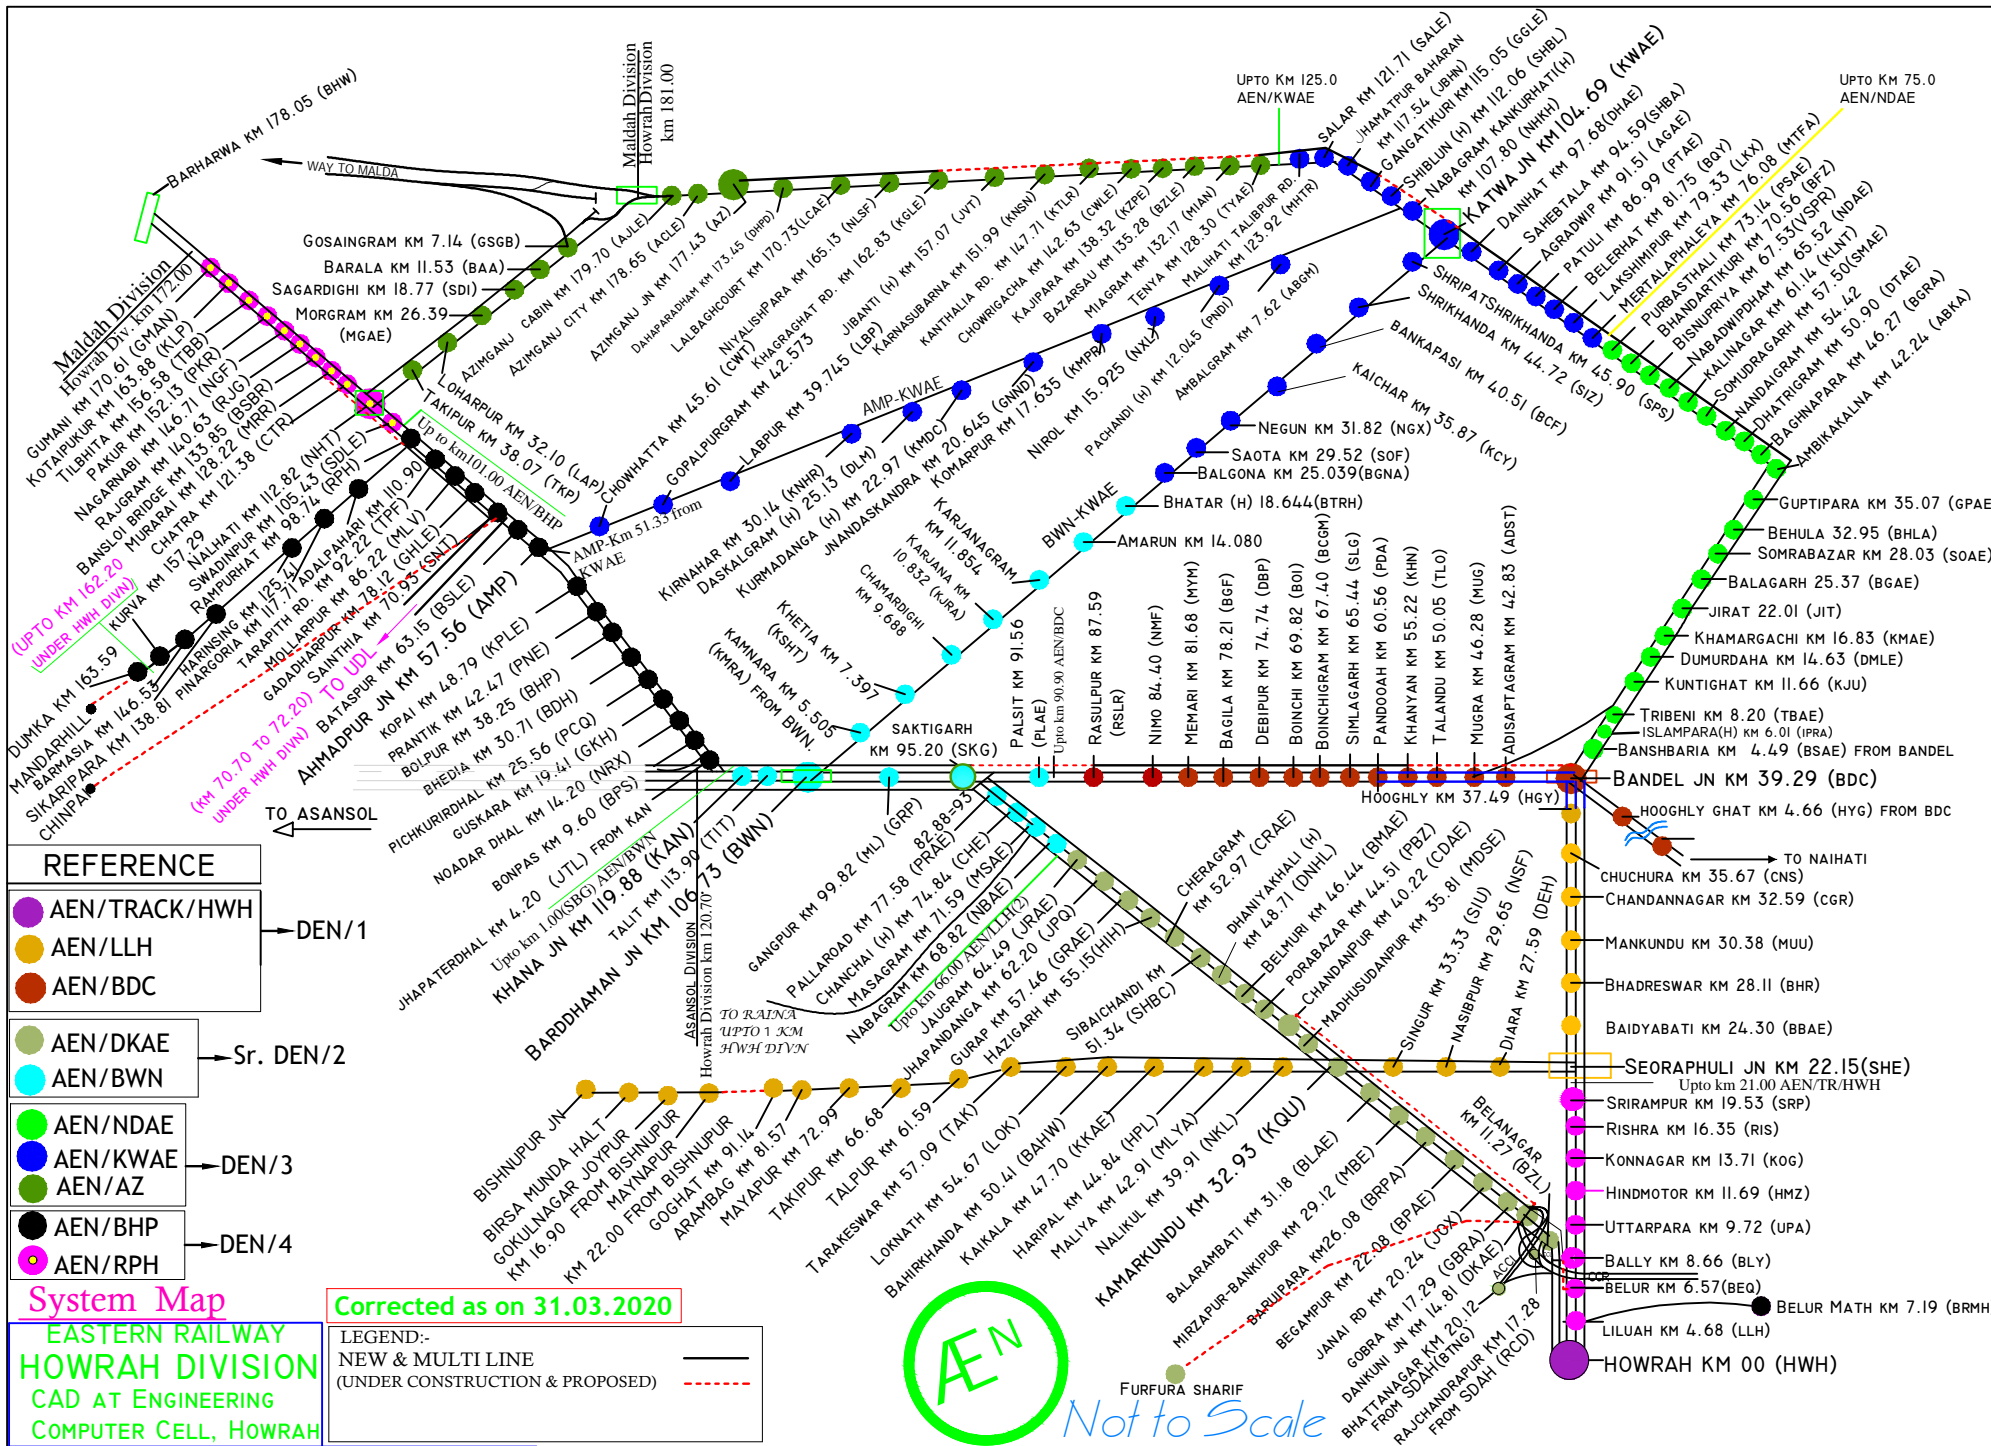 BARHARWA KM 178.05 (BHW)
WAY TO MALDA
Maldah Division
Howrah Division
km 181.00
Upto Km 125.0
AEN/KWAE
Upto Km 75.0
AEN/NDAE
SALAR KM 121.71 (SALE)
JHAMATPUR BAHARAN
KM 117.54 (JBHN)
GANGATIKURI KM 115.05 (GGLE)
SHIBLUN (H) KM 112.06 (SHBL)
NABAGRAM KANKURHATI(H)
KM 107.80 (NHKH)
KATWA JN KM 104.69 (KWAE)
DAINHAT KM 97.68(DHAE)
SAHEBTALA KM 94.59(SHBA)
AGRADWIP KM 91.51 (AGAE)
PATULI KM 86.99 (PTAE)
BELERHAT KM 81.75 (BQY)
LAKSHMIPUR KM 79.33 (LKX)
MERTALAPHALEYA KM 76.08 (MTFA)
PURBASTHALI KM 73.14 (PSAE)
BHANDARTIKURI KM 70.56 (BFZ)
BISNUPRIYA KM 67.53(VSPR)
NABADWIPDHAM KM 65.52 (NDAE)
KALINAGAR KM 61.14 (KLNT)
SOMUDRAGARH KM 57.50(SMAE)
NANDAIGRAM KM 54.42
DHATRIGRAM KM 50.90 (DTAE)
BAGHNAPARA KM 46.27 (BGRA)
AMBIKAKALNA KM 42.24 (ABKA)
GUPTIPARA KM 35.07 (GPAE
BEHULA 32.95 (BHLA)
SOMRABAZAR KM 28.03 (SOAE)
BALAGARH 25.37 (BGAE)
JIRAT 22.01 (JIT)
KHAMARGACHI KM 16.83 (KMAE)
DUMURDAHA KM 14.63 (DMLE)
KUNTIGHAT KM 11.66 (KJU)
TRIBENI KM 8.20 (TBAE)
ISLAMPARA(H) KM 6.01 (IPRA)
BANSHBARIA KM 4.49 (BSAE) FROM BANDEL
BANDEL JN KM 39.29 (BDC)
HOOGHLY KM 37.49 (HGY)
HOOGHLY GHAT KM 4.66 (HYG) FROM BDC
TO NAIHATI
CHUCHURA KM 35.67 (CNS)
CHANDANNAGAR KM 32.59 (CGR)
MANKUNDU KM 30.38 (MUU)
BHADRESWAR KM 28.11 (BHR)
BAIDYABATI KM 24.30 (BBAE)
SEORAPHULI JN KM 22.15(SHE)
Upto km 21.00 AEN/TR/HWH
SRIRAMPUR KM 19.53 (SRP)
RISHRA KM 16.35 (RIS)
KONNAGAR KM 13.71 (KOG)
HINDMOTOR KM 11.69 (HMZ)
UTTARPARA KM 9.72 (UPA)
BALLY KM 8.66 (BLY)
CCR
BELUR KM 6.57(BEQ)
BELUR MATH KM 7.19 (BRMH
LILUAH KM 4.68 (LLH)
HOWRAH KM 00 (HWH)
GOSAINGRAM KM 7.14 (GSGB)
BARALA KM 11.53 (BAA)
SAGARDIGHI KM 18.77 (SDI)
MORGRAM KM 26.39
(MGAE)
LOHARPUR KM 32.10 (LAP)
TAKIPUR KM 38.07 (TKP)
AZIMGANJ CABIN KM 179.70 (AJLE)
AZIMGANJ CITY KM 178.65 (ACLE)
AZIMGANJ JN KM 177.43 (AZ)
DAHAPARADHAM KM 173.45 (DHPD)
LALBAGHCOURT KM 170.73(LCAE)
NIYALISHPARA KM 165.13 (NLSF)
KHAGRAGHAT RD. KM 162.83 (KGLE)
JIBANTI (H) KM 157.07 (JVT)
KARNASUBARNA KM 151.99 (KNSN)
KANTHALIA RD. KM 147.71 (KTLR)
CHOWRIGACHA KM 142.63 (CWLE)
KAJIPARA KM 138.32 (KZPE)
BAZARSAU KM 135.28 (BZLE)
MIAGRAM KM 132.17 (MIAN)
TENYA KM 128.30 (TYAE)
MALIHATI TALIBPUR RD.
KM 123.92 (MHTR)
Maldah Division
Howrah Div. km 172.00
GUMANI KM 170.61 (GMAN)
KOTAIPUKUR KM 163.88 (KLP)
TILBHITA KM 156.58 (TBB)
PAKUR KM 152.13 (PKR)
NAGARNABI KM 146.71 (NGF)
RAJGRAM KM 140.63 (RJG)
BANSLOI BRIDGE KM 133.85 (BSBR)
MURARAI KM 128.22 (MRR)
CHATRA KM 121.38 (CTR)
NALHATI KM 112.82 (NHT)
SWADINPUR KM 105.43 (SDLE)
RAMPURHAT KM 98.74 (RPH)
Up to km101.00 AEN/BHP
(UPTO KM 162.20
UNDER HWH DIVN)
KURVA KM 157.29
DUMKA KM 163.59
MANDARHILL
BARMASIA KM 146.53
SIKARIPARA KM 138.81
CHINPAI
HARINSING KM 125.41
PINARGORIA KM 117.71
ADALPAHARI KM 110.90
TARAPITH RD. KM 92.22 (TPF)
MOLLARPUR KM 86.22 (MLV)
GADADHARPUR KM 78.12 (GHLE)
SAINTHIA KM 70.93 (SNT)
(KM 70.70 TO 72.20) TO UDL
UNDER HWH DIVN)
BATASPUR KM 63.15 (BSLE)
AHMADPUR JN KM 57.56 (AMP)
KOPAI KM 48.79 (KPLE)
PRANTIK KM 42.47 (PNE)
BOLPUR KM 38.25 (BHP)
BHEDIA KM 30.71 (BDH)
PICHKURIRDHAL KM 25.56 (PCQ)
GUSKARA KM 19.41 (GKH)
NOADAR DHAL KM 14.20 (NRX)
BONPAS KM 9.60 (BPS)
JHAPATERDHAL KM 4.20 (JTL) FROM KAN
Upto km 1.00(SBG) AEN/BWN
KHANA JN KM 119.88 (KAN)
TALIT KM 113.90 (TIT)
BARDDHAMAN JN KM 106.73 (BWN)
TO ASANSOL
Asansol Division
Howrah Division km 120.70
AMP-Km 51.33 from
KWAE
CHOWHATTA KM 45.61 (CWT)
GOPALPURGRAM KM 42.573
LABPUR KM 39.745 (LBP)
AMP-KWAE
KIRNAHAR KM 30.14 (KNHR)
DASKALGRAM (H) 25.13 (DLM)
KURMADANGA (H) KM 22.97 (KMDC)
JNANDASKANDRA KM 20.645 (GNND)
KOMARPUR KM 17.635 (KMPR)
NIROL KM 15.925 (NXL)
PACHANDI (H) KM 12.045 (PNDI)
AMBALGRAM KM 7.62 (ABGM)
SHRIPATSHRIKHANDA KM 45.90 (SPS)
SHRIKHANDA KM 44.72 (SIZ)
BANKAPASI KM 40.51 (BCF)
KAICHAR KM 35.87 (KCY)
NEGUN KM 31.82 (NGX)
SAOTA KM 29.52 (SOF)
BALGONA KM 25.039(BGNA)
BHATAR (H) 18.644(BTRH)
AMARUN KM 14.080
BWN-KWAE
KARJANAGRAM
KM 11.854
KARJANA KM
10.832 (KJRA)
CHAMARDIGHI
KM 9.688
KHETIA KM 7.397
(KSHT)
KAMNARA KM 5.505
(KMRA) FROM BWN.
SAKTIGARH
KM 95.20 (SKG)
PALSIT KM 91.56
(PLAE)
Upto km 90.90 AEN/BDC
RASULPUR KM 87.59
(RSLR)
NIMO 84.40 (NMF)
MEMARI KM 81.68 (MYM)
BAGILA KM 78.21 (BGF)
DEBIPUR KM 74.74 (DBP)
BOINCHI KM 69.82 (BOI)
BOINCHIGRAM KM 67.40 (BCGM)
SIMLAGARH KM 65.44 (SLG)
PANDOOAH KM 60.56 (PDA)
KHANYAN KM 55.22 (KHN)
TALANDU KM 50.05 (TLO)
MUGRA KM 46.28 (MUG)
ADISAPTAGRAM KM 42.83 (ADST)
GANGPUR KM 99.82 (ML) (GRP)
82.88=93
PALLAROAD KM 77.58 (PRAE)
CHANCHAI (H) KM 74.84 (CHE)
MASAGRAM KM 71.59 (MSAE)
NABAGRAM KM 68.82 (NBAE)
Upto km 66.00 AEN/LLH(2)
JAUGRAM 64.49 (JRAE)
JHAPANDANGA KM 62.20 (JPQ)
GURAP KM 57.46 (GRAE)
HAZIGARH KM 55.15(HIH)
CHERAGRAM
KM 52.97 (CRAE)
SIBAICHANDI KM
51.34 (SHBC)
DHANIYAKHALI (H)
KM 48.71 (DNHL)
BELMURI KM 46.44 (BMAE)
PORABAZAR KM 44.51 (PBZ)
CHANDANPUR KM 40.22 (CDAE)
MADHUSUDANPUR KM 35.81 (MDSE)
SINGUR KM 33.33 (SIU)
NASIBPUR KM 29.65 (NSF)
DIARA KM 27.59 (DEH)
TO RAINA
UPTO 1 KM
HWH DIVN
BISHNUPUR JN
BIRSA MUNDA HALT
GOKULNAGAR JOYPUR
KM 16.90 FROM BISHNUPUR
MAYNAPUR
KM 22.00 FROM BISHNUPUR
GOGHAT KM 91.14
ARAMBAG KM 81.57
MAYAPUR KM 72.99
TAKIPUR KM 66.68
TALPUR KM 61.59
TARAKESWAR KM 57.09 (TAK)
LOKNATH KM 54.67 (LOK)
BAHIRKHANDA KM 50.41 (BAHW)
KAIKALA KM 47.70 (KKAE)
HARIPAL KM 44.84 (HPL)
MALIYA KM 42.91 (MLYA)
NALIKUL KM 39.91 (NKL)
KAMARKUNDU KM 32.93 (KQU)
BALARAMBATI KM 31.18 (BLAE)
MIRZAPUR-BANKIPUR KM 29.12 (MBE)
BARUIPARA KM26.08 (BRPA)
BEGAMPUR KM 22.08 (BPAE)
JANAI RD KM 20.24 (JOX)
GOBRA KM 17.29 (GBRA)
DANKUNI JN KM 14.81 (DKAE)
BHATTANAGAR KM 20.12
FROM SDAH(BTNG)
RAJCHANDRAPUR KM 17.28
FROM SDAH (RCD)
BELANAGAR
KM 11.27 (BZL)
ACCL
FURFURA SHARIF
REFERENCE
AEN/TRACK/HWH
AEN/LLH
AEN/BDC
DEN/1
AEN/DKAE
AEN/BWN
Sr. DEN/2
AEN/NDAE
AEN/KWAE
AEN/AZ
DEN/3
AEN/BHP
AEN/RPH
DEN/4
System Map
EASTERN RAILWAY
HOWRAH DIVISION
CAD AT ENGINEERING
COMPUTER CELL, HOWRAH
Corrected as on 31.03.2020
LEGEND:-
NEW & MULTI LINE
(UNDER CONSTRUCTION & PROPOSED)
ÆN
Not to Scale